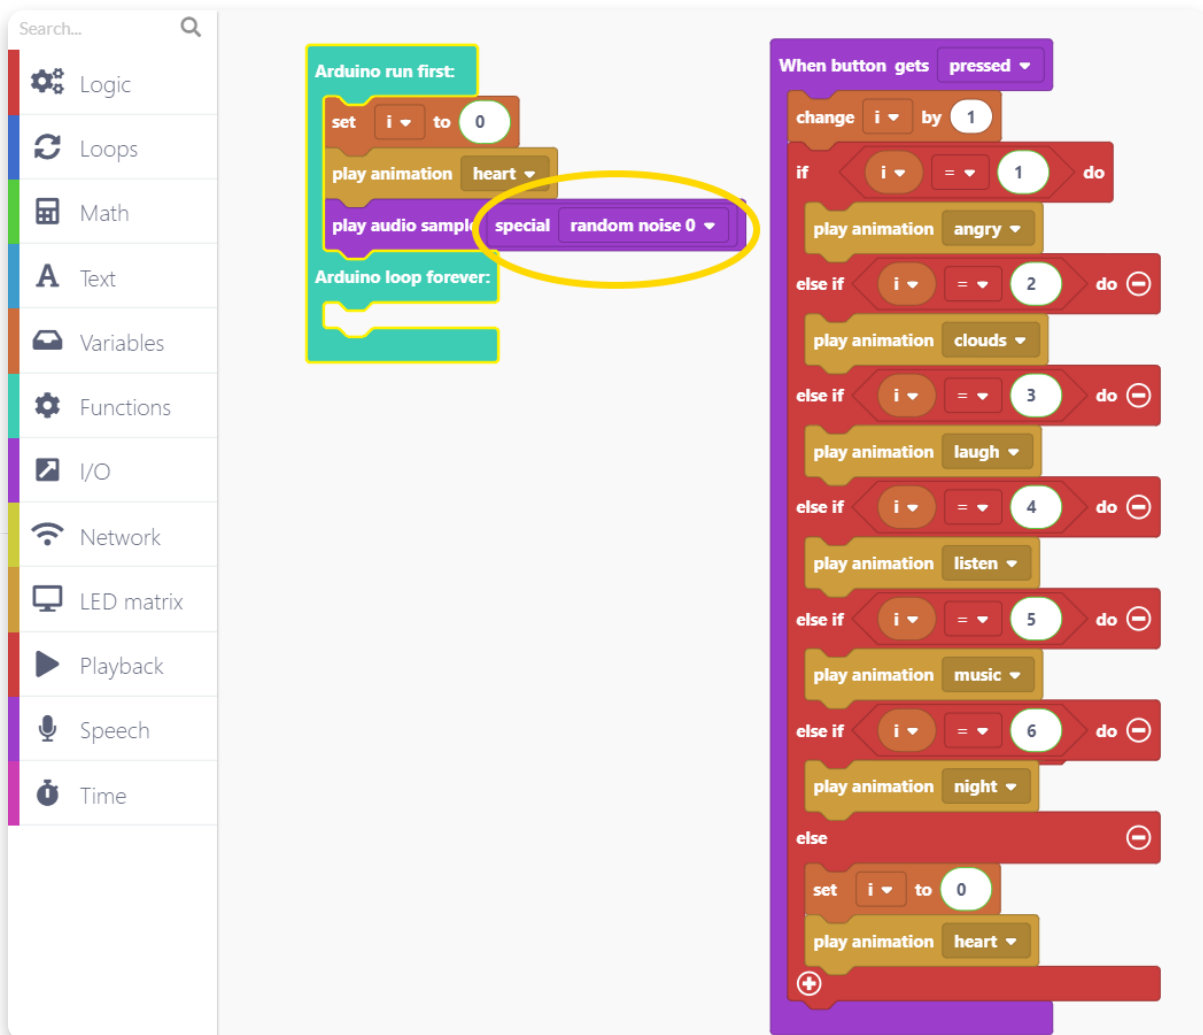 Search...
Logic
Loops
Math
Text
Variables
Functions
I/O
Network
LED matrix
Playback
Speech
Time
Arduino run first:
set i to 0
play animation heart
play audio sample special random noise 0
Arduino loop forever:
When button gets pressed
change i by 1
if i = 1 do
play animation angry
else if i = 2 do
play animation clouds
else if i = 3 do
play animation laugh
else if i = 4 do
play animation listen
else if i = 5 do
play animation music
else if i = 6 do
play animation night
else
set i to 0
play animation heart